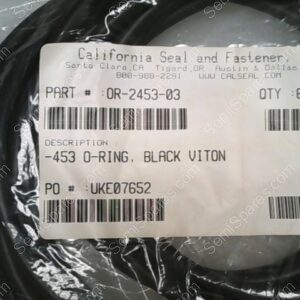 California Seal and Fastener,
Santa Clara,CA Tigard,OR Austin & Dallas
800-988-2251 WWW.CALSEAL.COM
PART # :OR-2453-03 QTY :
DESCRIPTION
-453 O-RING, BLACK VITON
PO # :UKE07652